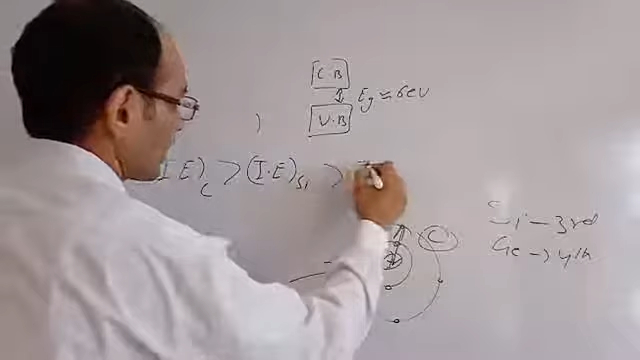 C.B
Eg ≈ 6eV
V.B
I.E)C > (I.E)Si >
Si - 3rd
Ge -> 4th
C